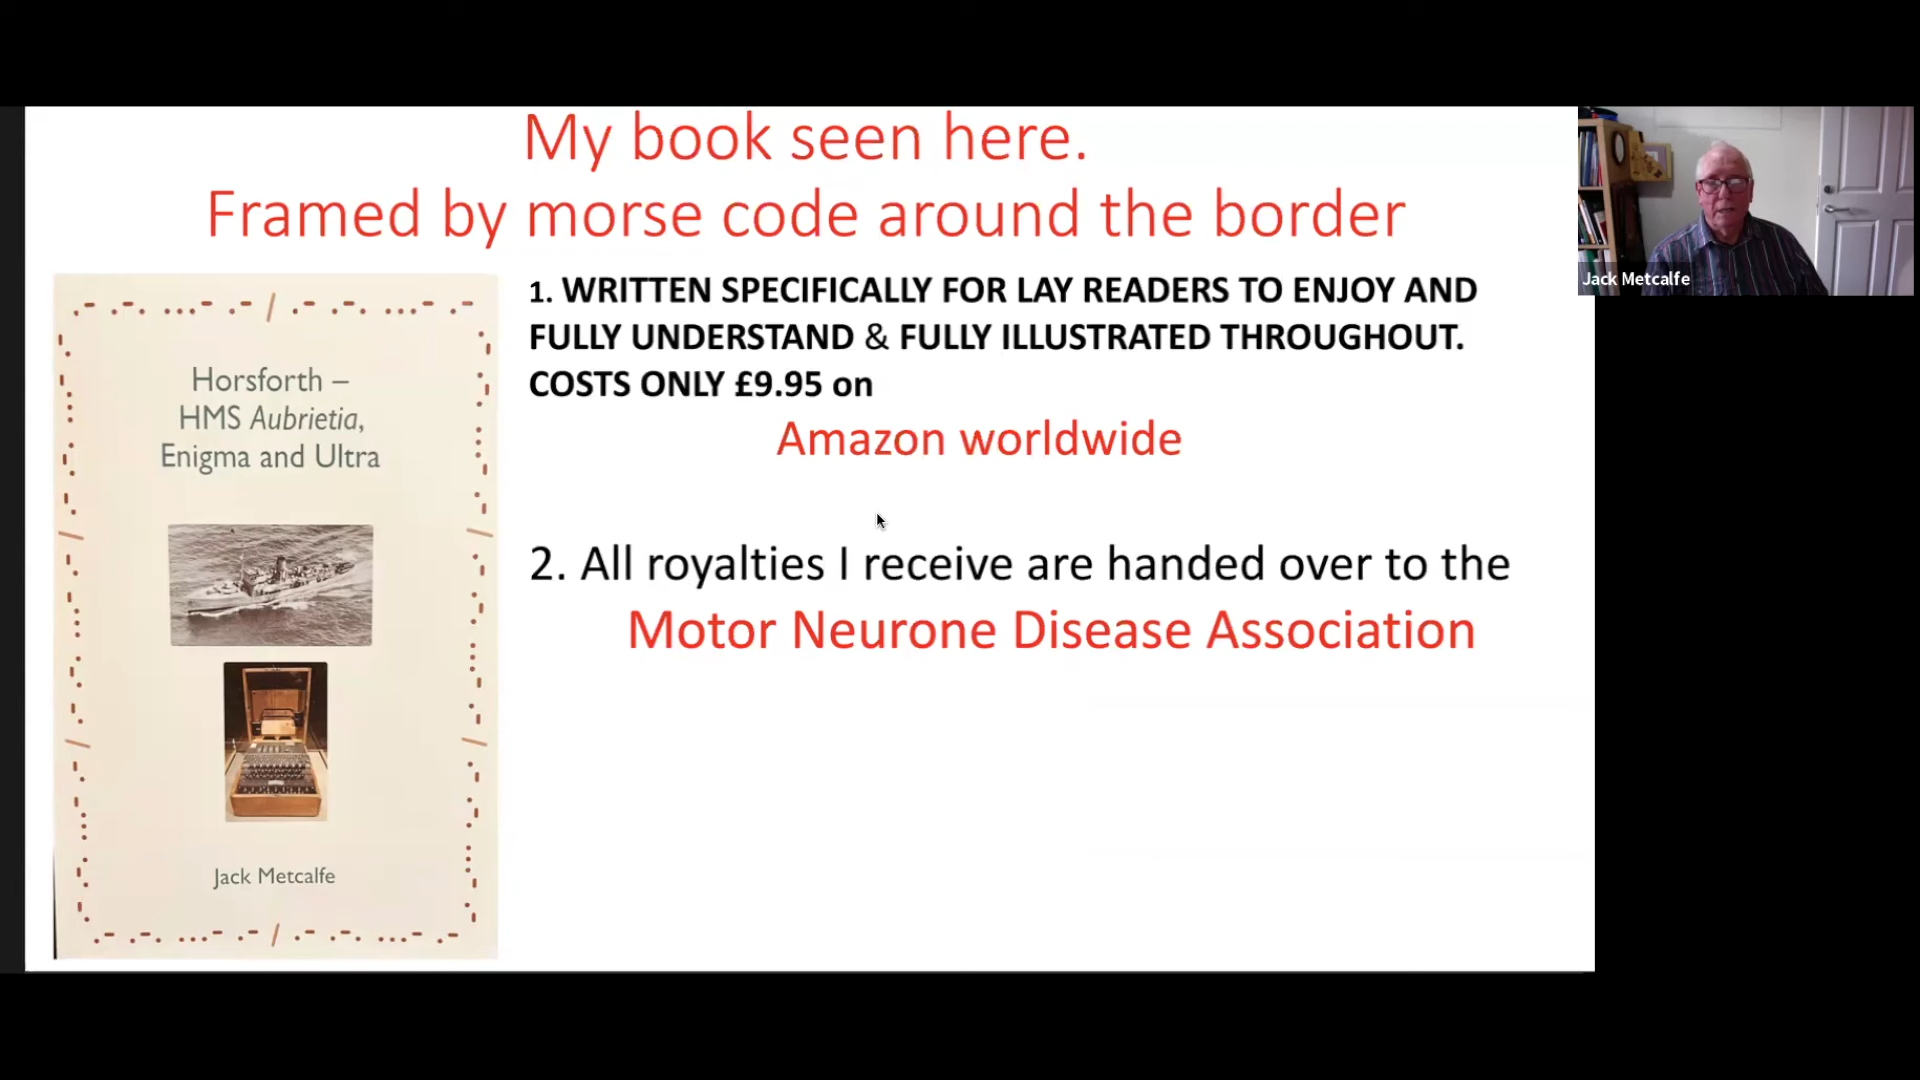 My book seen here.
Framed by morse code around the border
Horsforth –
HMS Aubrietia,
Enigma and Ultra
Jack Metcalfe
1. WRITTEN SPECIFICALLY FOR LAY READERS TO ENJOY AND
FULLY UNDERSTAND & FULLY ILLUSTRATED THROUGHOUT.
COSTS ONLY £9.95 on
Amazon worldwide
2. All royalties I receive are handed over to the
Motor Neurone Disease Association
Jack Metcalfe